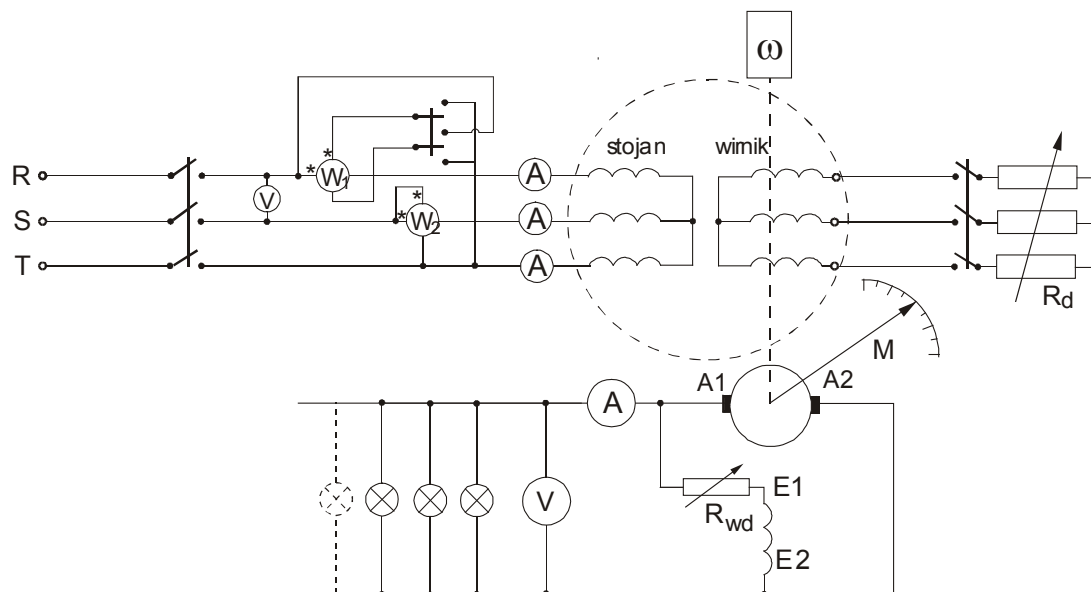 ω
stojan
wirnik
R
S
T
V
*
*
W1
*
*
W2
A
A
A
Rd
M
A1
A2
A
V
Rwd
E1
E2